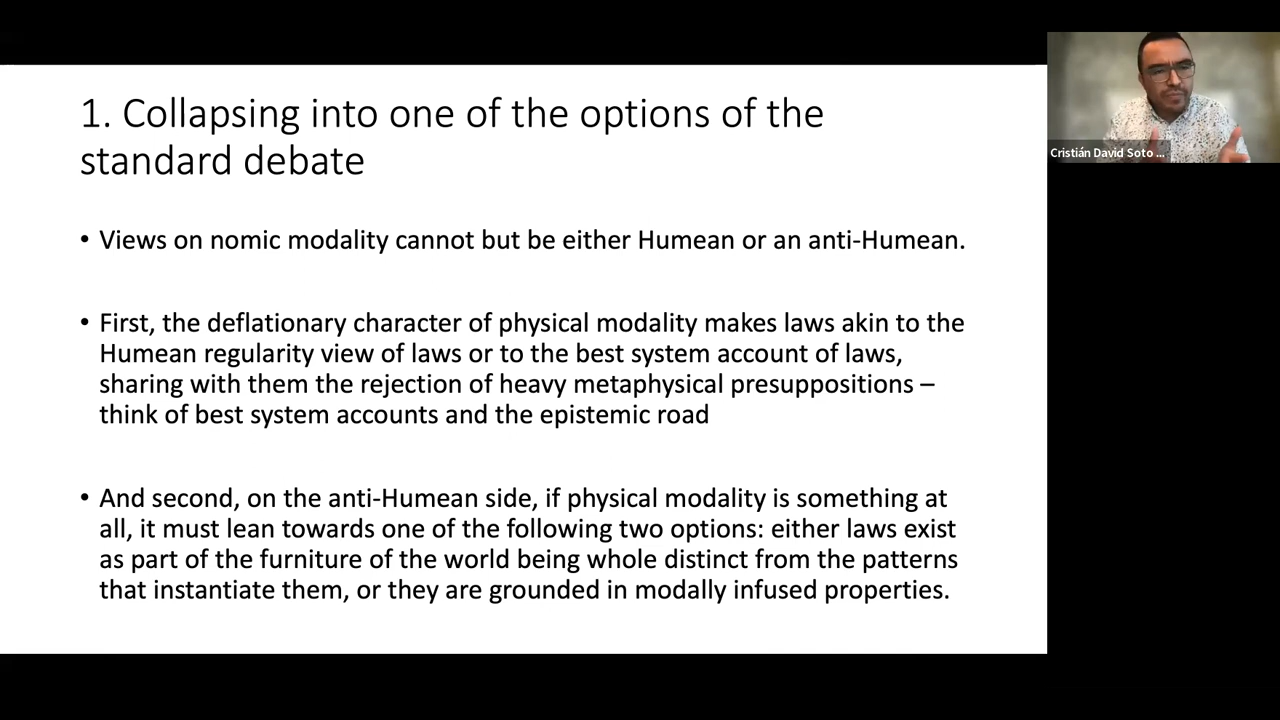 1. Collapsing into one of the options of the
standard debate
• Views on nomic modality cannot but be either Humean or an anti-Humean.
• First, the deflationary character of physical modality makes laws akin to the
Humean regularity view of laws or to the best system account of laws,
sharing with them the rejection of heavy metaphysical presuppositions –
think of best system accounts and the epistemic road
• And second, on the anti-Humean side, if physical modality is something at
all, it must lean towards one of the following two options: either laws exist
as part of the furniture of the world being whole distinct from the patterns
that instantiate them, or they are grounded in modally infused properties.
Cristián David Soto ...